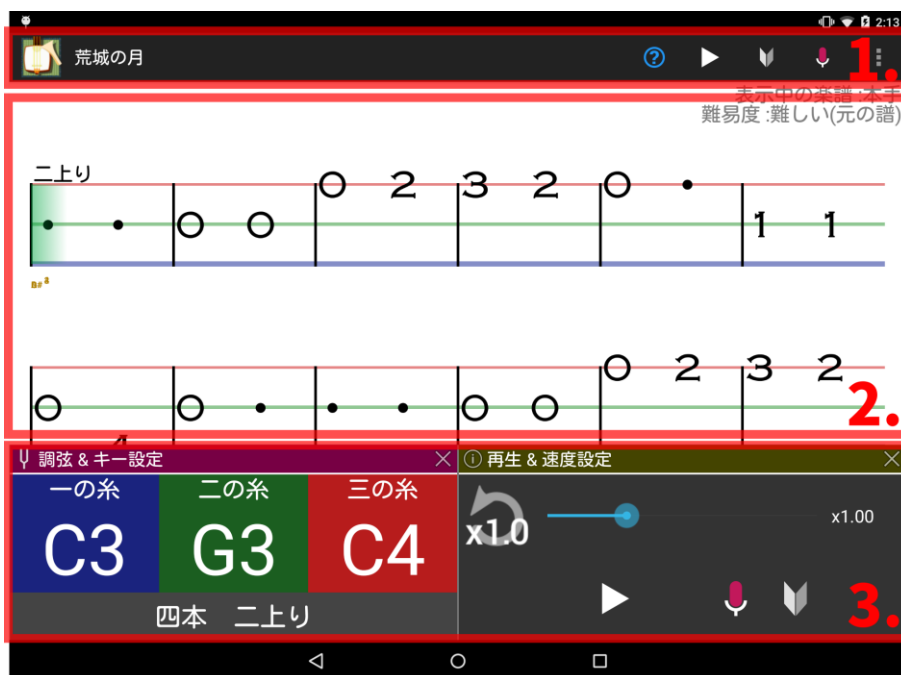 2:13
荒城の月
1.
表示中の楽譜 :本手
難易度 :難しい(元の譜)
二上り
○ 2 3 2 ○ •
• • ○ ○ 1 1
B#
○ 2 3 2
○ ○ • • • ○ ○
4
2.
調弦 & キー設定
再生 & 速度設定
一の糸 二の糸 三の糸
C3 G3 C4
四本 二上り
x1.0
x1.00
3.